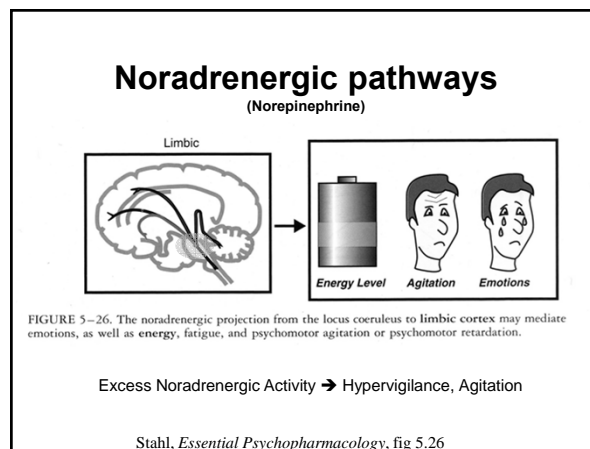 Noradrenergic pathways
(Norepinephrine)
Limbic
Energy Level Agitation Emotions
FIGURE 5–26. The noradrenergic projection from the locus coeruleus to limbic cortex may mediate
emotions, as well as energy, fatigue, and psychomotor agitation or psychomotor retardation.
Excess Noradrenergic Activity ➔ Hypervigilance, Agitation
Stahl, Essential Psychopharmacology, fig 5.26